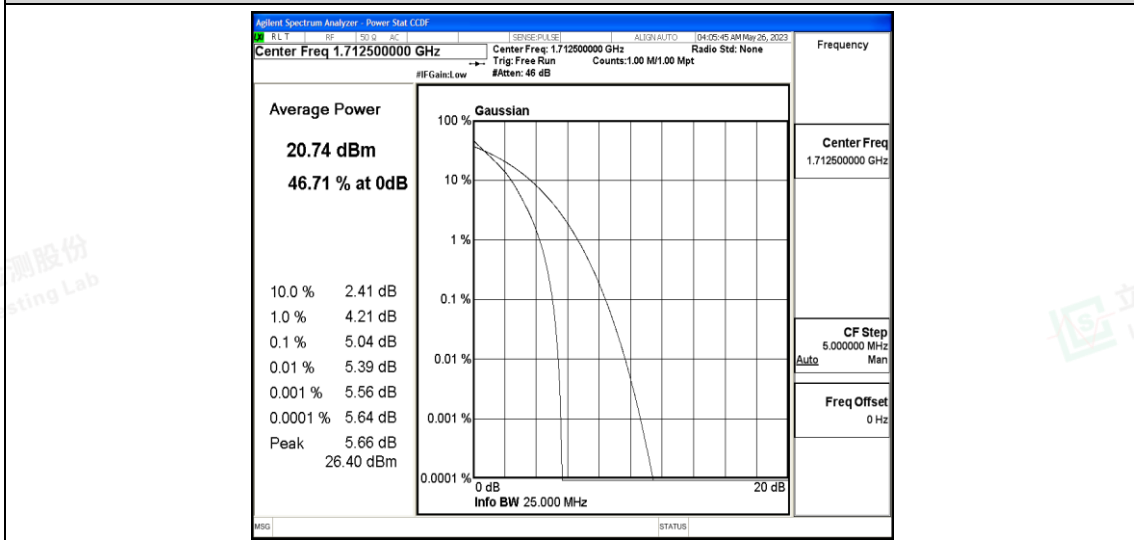 Agilent Spectrum Analyzer - Power Stat CCDF
LXI RLT RF 50 Ω AC SENSE:PULSE ALIGNAUTO 04:05:45 AM May 26, 2023
Center Freq 1.712500000 GHz
Center Freq: 1.712500000 GHz Radio Std: None
Trig: Free Run Counts:1.00 M/1.00 Mpt
#IFGain:Low #Atten: 46 dB
Frequency
Average Power
20.74 dBm
46.71 % at 0dB
10.0 % 2.41 dB
1.0 % 4.21 dB
0.1 % 5.04 dB
0.01 % 5.39 dB
0.001 % 5.56 dB
0.0001 % 5.64 dB
Peak 5.66 dB
26.40 dBm
Gaussian
100 %
10 %
1 %
0.1 %
0.01 %
0.001 %
0.0001 %
0 dB 20 dB
Info BW 25.000 MHz
Center Freq
1.712500000 GHz
CF Step
5.000000 MHz
Auto Man
Freq Offset
0 Hz
MSG STATUS
测股份
sting Lab
立